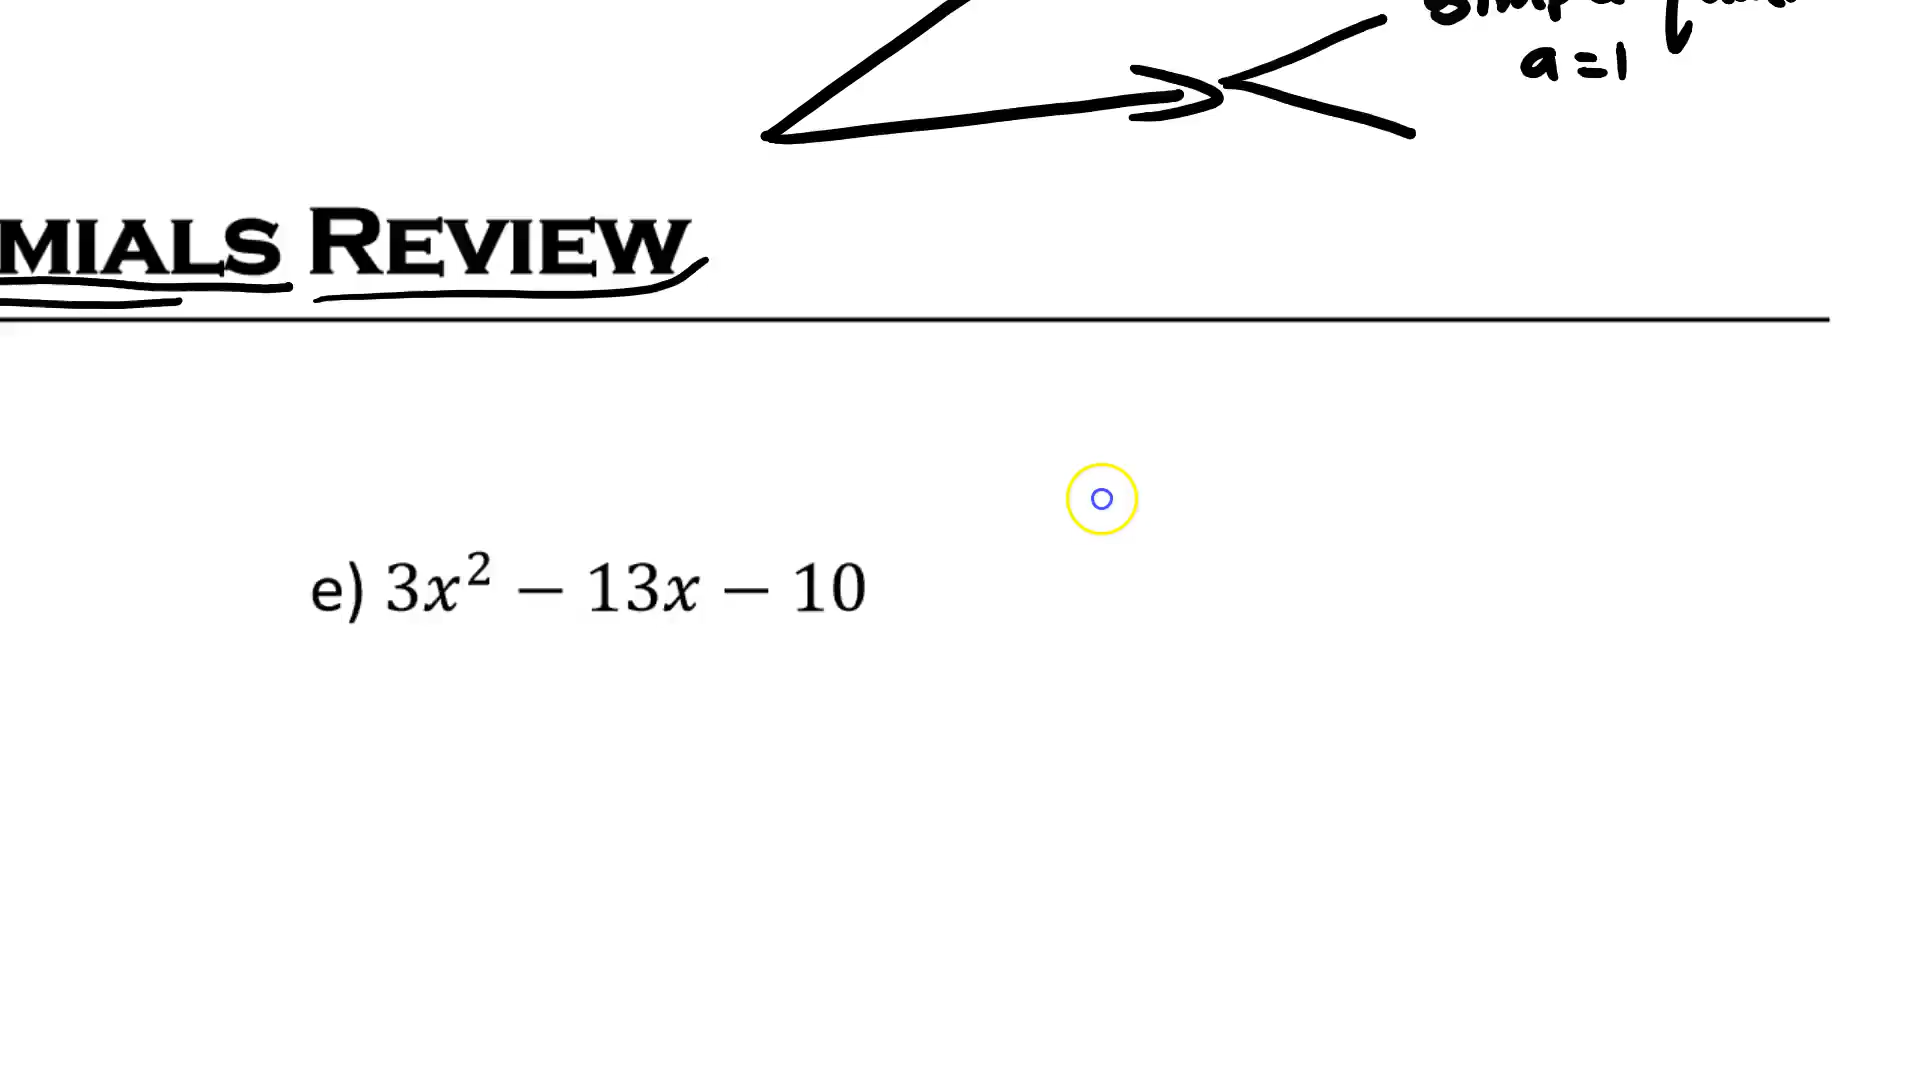 a=1
MIALS REVIEW
e) 3x² − 13x − 10